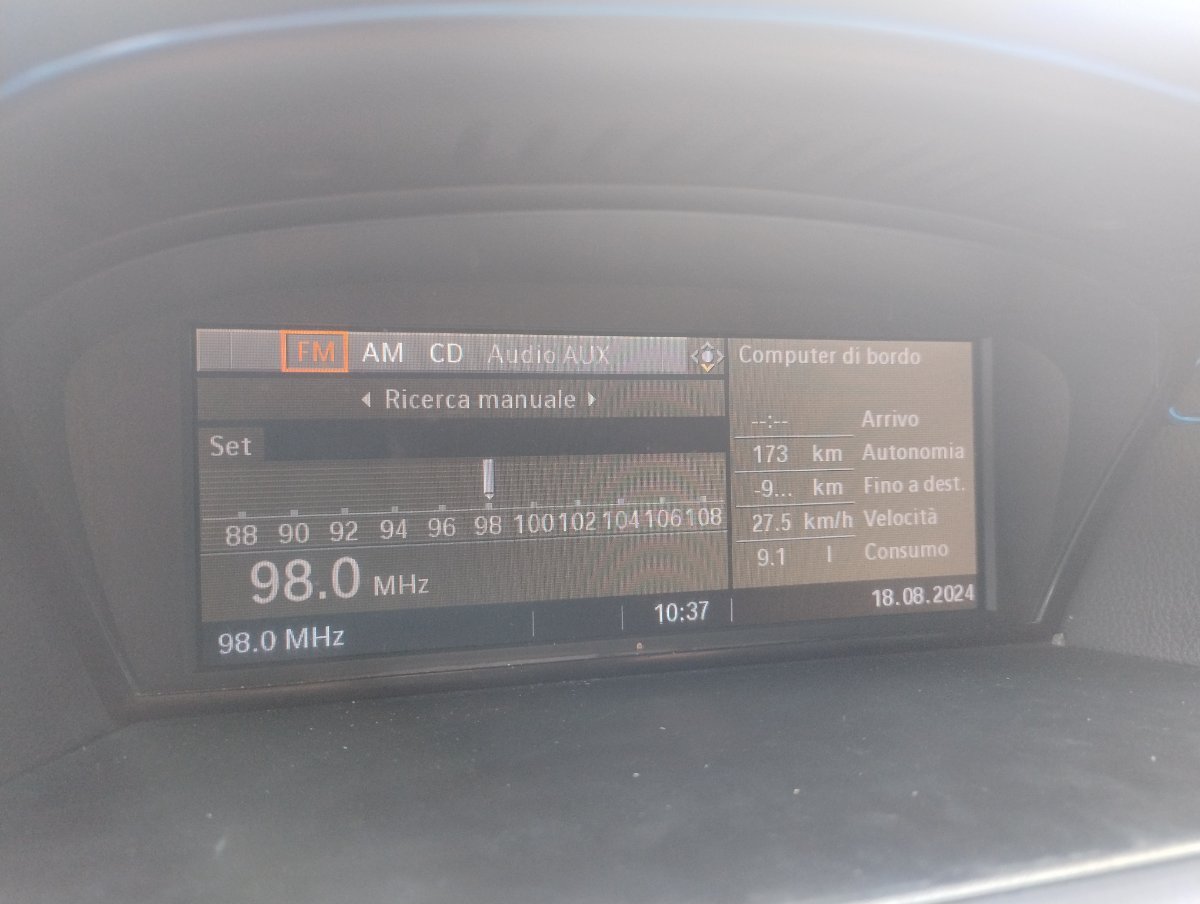 FM AM CD Audio AUX
Ricerca manuale
Set
88 90 92 94 96 98 100 102 104 106 108
98.0 MHz
98.0 MHz
10:37
Computer di bordo
--:-- Arrivo
173 km Autonomia
-9... km Fino a dest.
27.5 km/h Velocità
9.1 l Consumo
18.08.2024